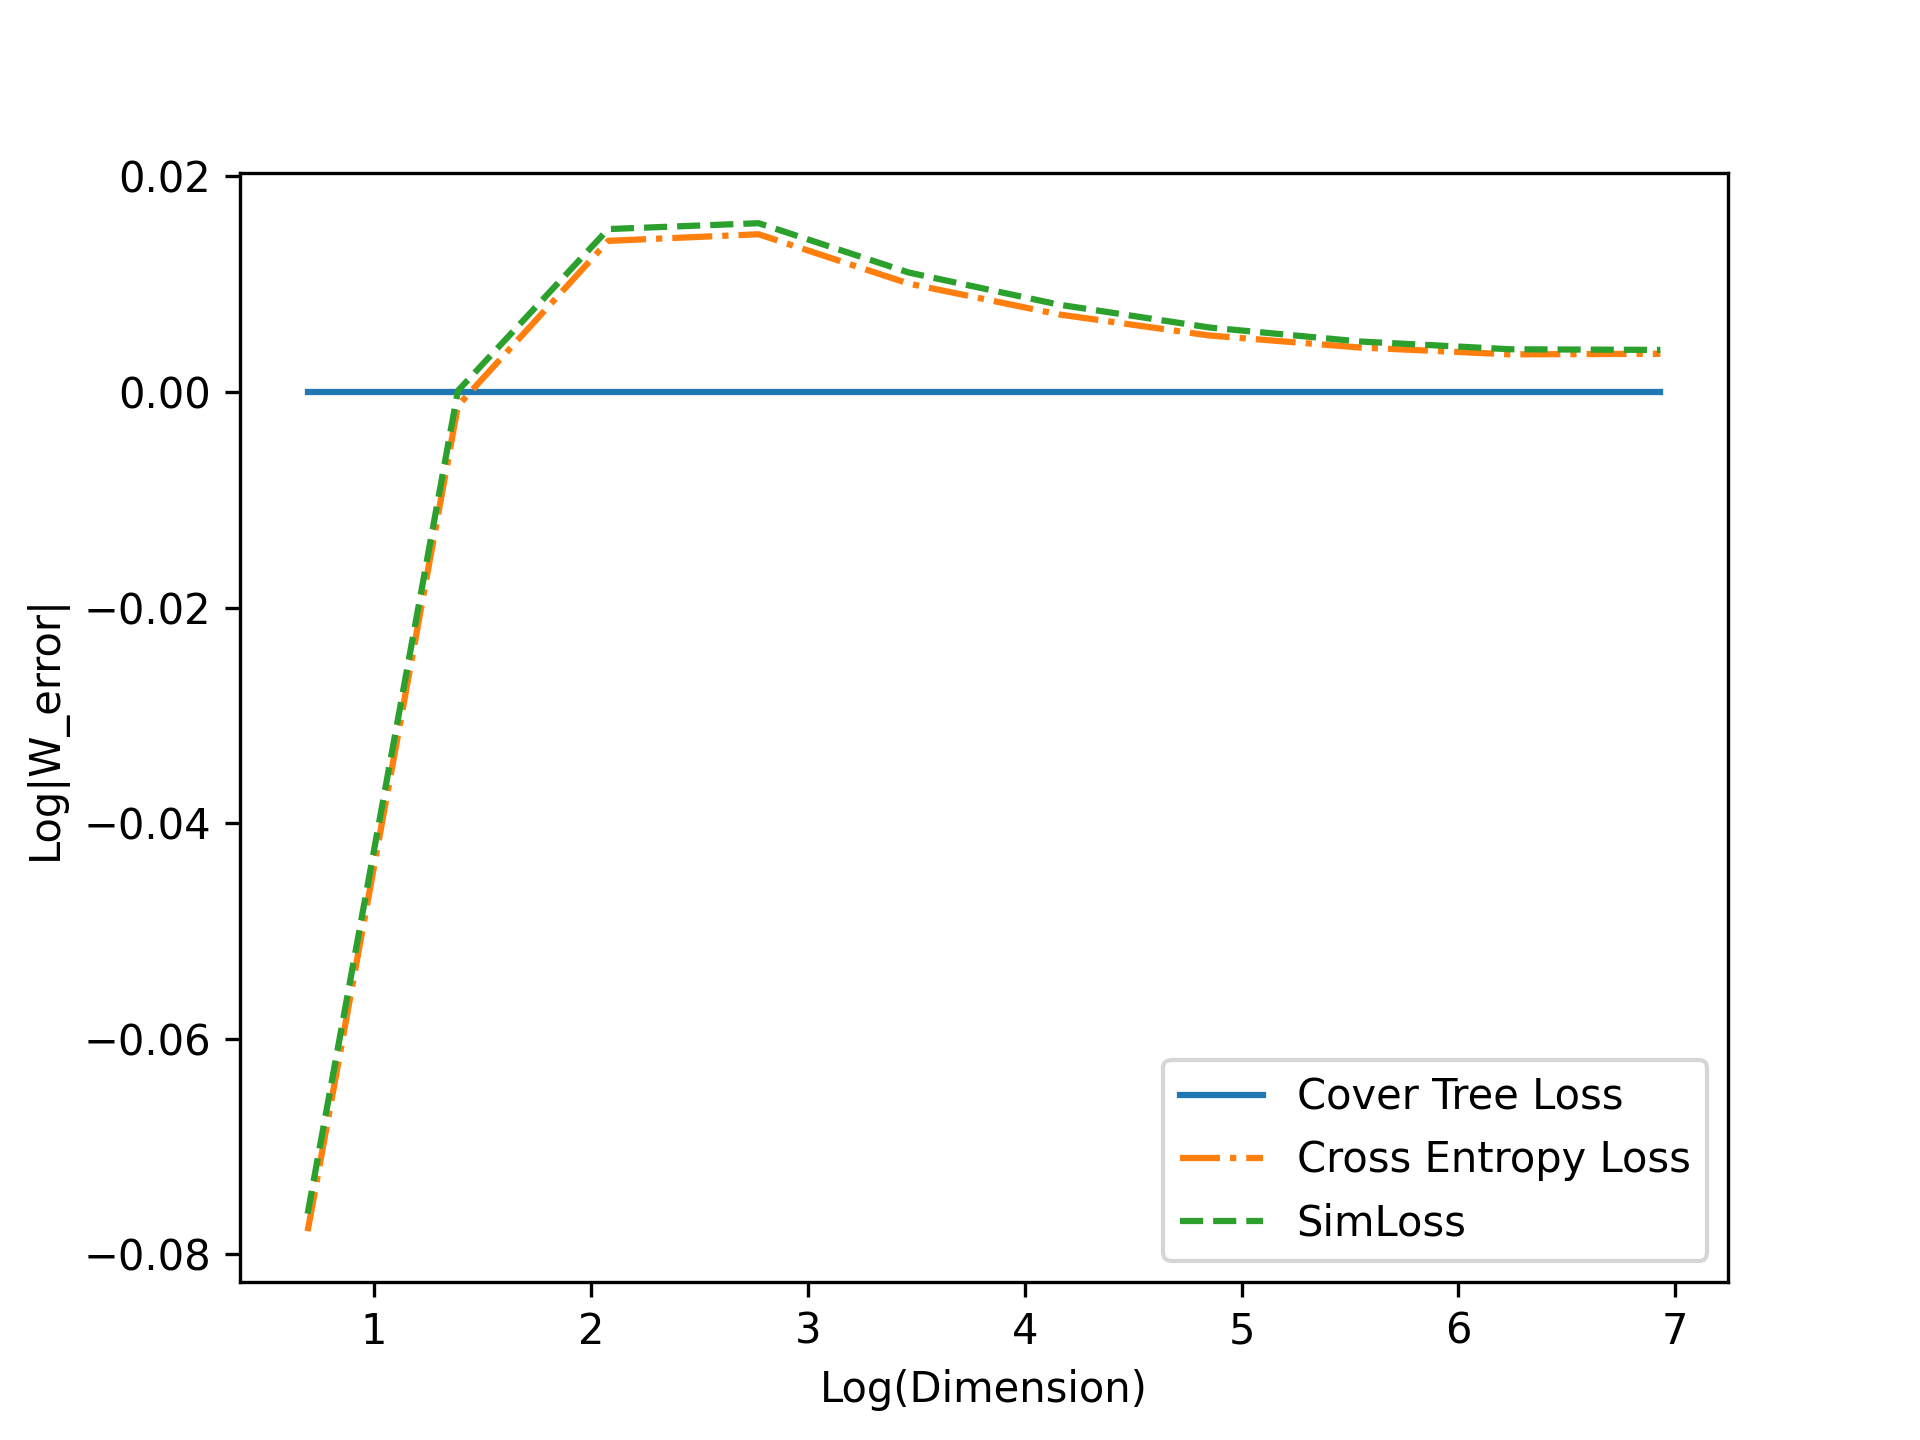 0.02
0.00
−0.02
−0.04
−0.06
−0.08
Log|W_error|
1 2 3 4 5 6 7
Log(Dimension)
Cover Tree Loss
Cross Entropy Loss
SimLoss